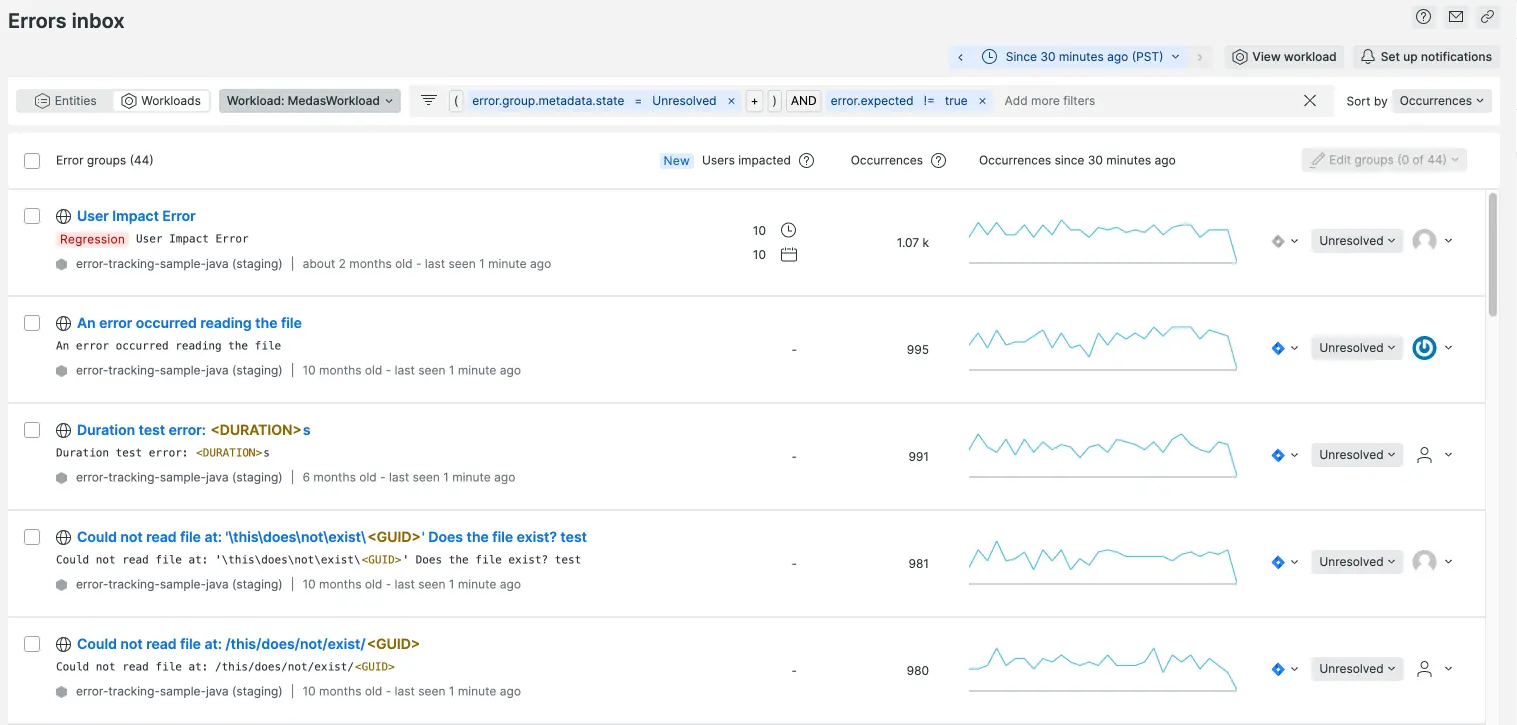 Errors inbox
Since 30 minutes ago (PST)
View workload
Set up notifications
Entities
Workloads
Workload: MedasWorkload
( error.group.metadata.state = Unresolved × + ) AND error.expected != true × Add more filters
Sort by Occurrences
Error groups (44)
New Users impacted
Occurrences
Occurrences since 30 minutes ago
Edit groups (0 of 44)
User Impact Error
Regression User Impact Error
error-tracking-sample-java (staging) | about 2 months old - last seen 1 minute ago
10
10
1.07 k
Unresolved
An error occurred reading the file
An error occurred reading the file
error-tracking-sample-java (staging) | 10 months old - last seen 1 minute ago
-
995
Unresolved
Duration test error: <DURATION>s
Duration test error: <DURATION>s
error-tracking-sample-java (staging) | 6 months old - last seen 1 minute ago
-
991
Unresolved
Could not read file at: '\this\does\not\exist\<GUID>' Does the file exist? test
Could not read file at: '\this\does\not\exist\<GUID>' Does the file exist? test
error-tracking-sample-java (staging) | 10 months old - last seen 1 minute ago
-
981
Unresolved
Could not read file at: /this/does/not/exist/<GUID>
Could not read file at: /this/does/not/exist/<GUID>
error-tracking-sample-java (staging) | 10 months old - last seen 1 minute ago
-
980
Unresolved